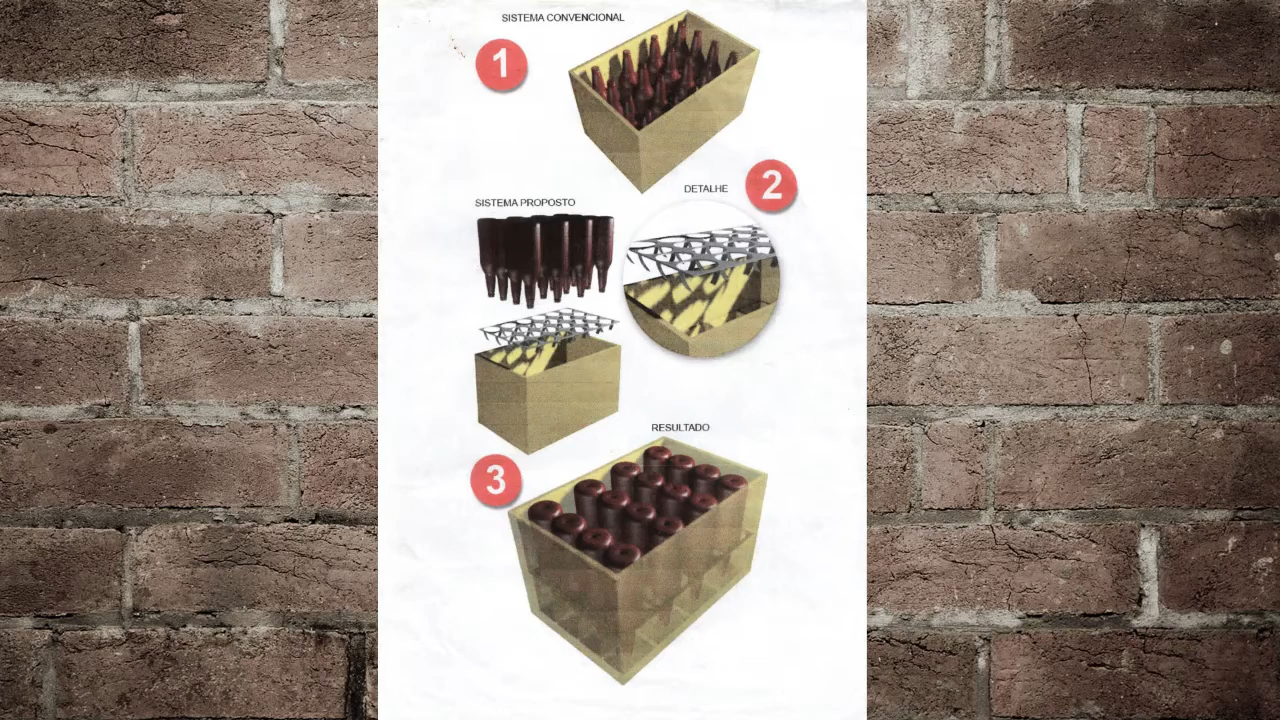 SISTEMA CONVENCIONAL
1
DETALHE
2
SISTEMA PROPOSTO
RESULTADO
3